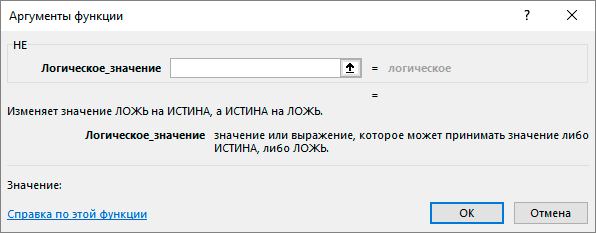 Аргументы функции ? ×
НЕ
Логическое_значение = логическое
=
Изменяет значение ЛОЖЬ на ИСТИНА, а ИСТИНА на ЛОЖЬ.
Логическое_значение значение или выражение, которое может принимать значение либо
ИСТИНА, либо ЛОЖЬ.
Значение:
Справка по этой функции ОК Отмена